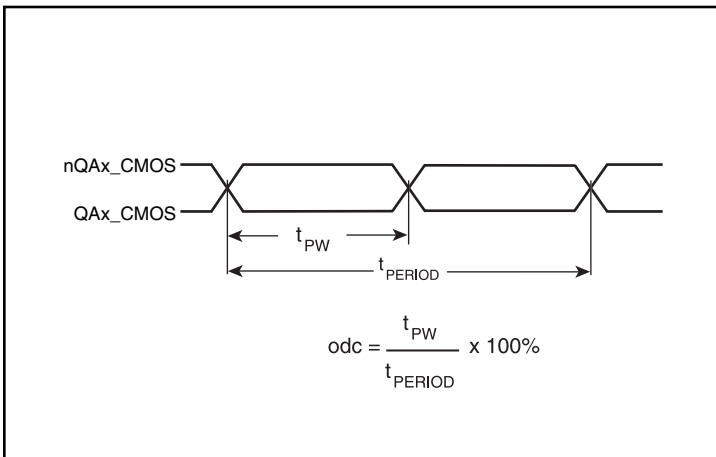 nQAx_CMOS
QAx_CMOS
tPW
tPERIOD
odc = tPW / tPERIOD x 100%